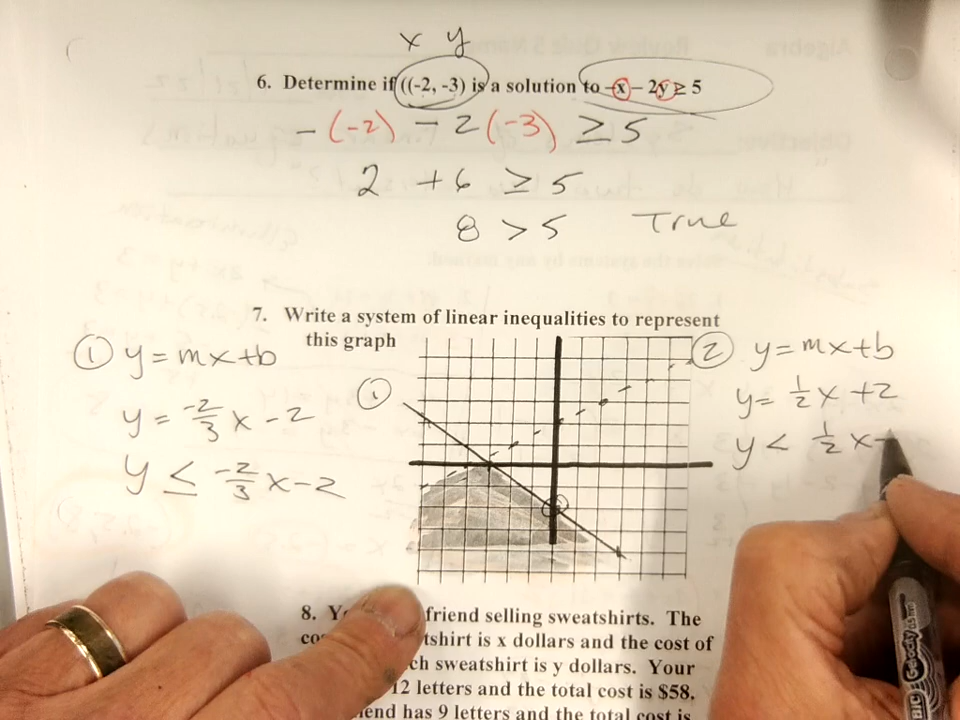 x y
6. Determine if ((-2, -3) is a solution to -x - 2y ≥ 5
- (-2) - 2 (-3) ≥ 5
2 + 6 ≥ 5
8 > 5 True
7. Write a system of linear inequalities to represent
this graph
① y = mx+b
y = -2/3 x - 2
y ≤ -2/3 x - 2
①
② y = mx+b
y = 1/2 x + 2
y < 1/2 x
8. friend selling sweatshirts. The
tshirt is x dollars and the cost of
sweatshirt is y dollars. Your
12 letters and the total cost is $58.
has 9 letters and the total cost is
BIC Gelocity